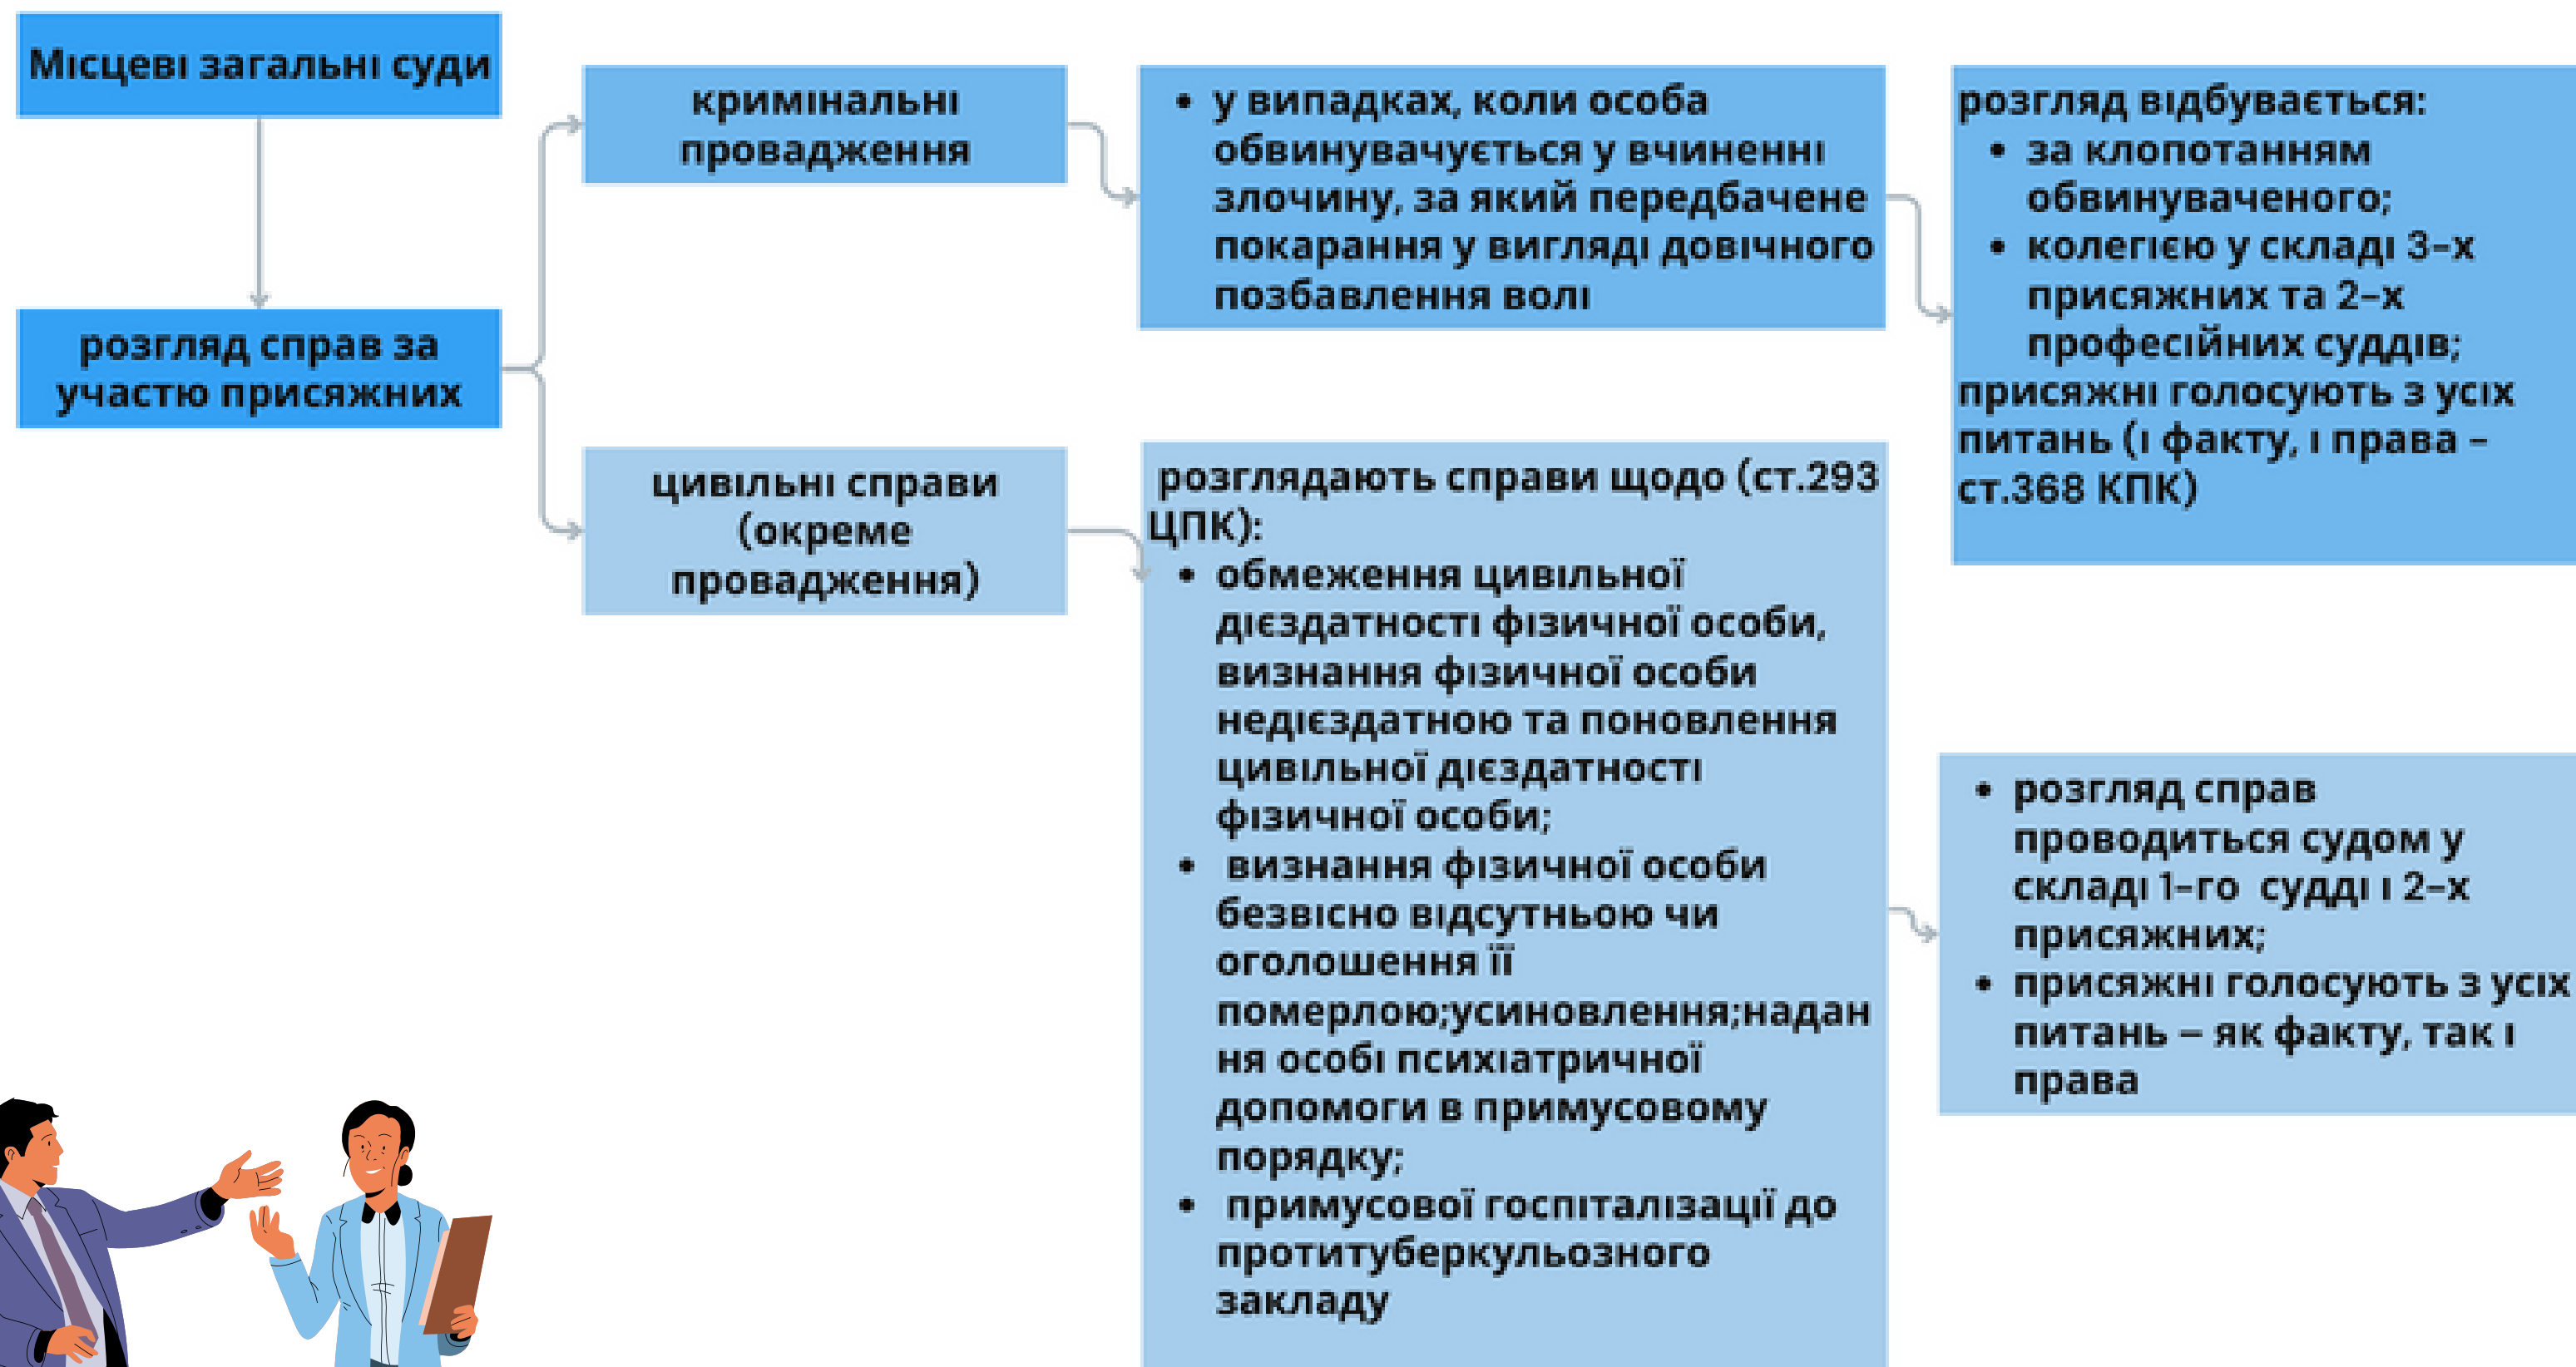 Місцеві загальні суди
розгляд справ за
участю присяжних
кримінальні
провадження
• у випадках, коли особа
обвинувачується у вчиненні
злочину, за який передбачене
покарання у вигляді довічного
позбавлення волі
розгляд відбувається:
• за клопотанням
обвинуваченого;
• колегією у складі 3-х
присяжних та 2-х
професійних суддів;
присяжні голосують з усіх
питань (і факту, і права –
ст.368 КПК)
цивільні справи
(окреме
провадження)
розглядають справи щодо (ст.293
ЦПК):
• обмеження цивільної
дієздатності фізичної особи,
визнання фізичної особи
недієздатною та поновлення
цивільної дієздатності
фізичної особи;
• визнання фізичної особи
безвісно відсутньою чи
оголошення її
померлою;усиновлення;надан
ня особі психіатричної
допомоги в примусовому
порядку;
• примусової госпіталізації до
протитуберкульозного
закладу
• розгляд справ
проводиться судом у
складі 1-го судді і 2-х
присяжних;
• присяжні голосують з усіх
питань – як факту, так і
права